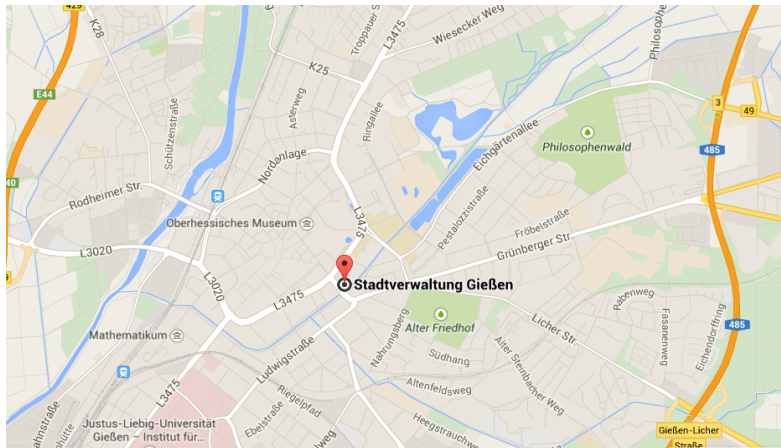 429
K28
Troppauer S
L3475
Wiesecker Weg
Philosophe
K25
E44
Asterweg
Ringallee
Schützenstraße
3
49
Eichgärtenallee
Philosophenwald
485
Nordanlage
40
Rodheimer Str.
Pestalozzistraße
Oberhessisches Museum
L3475
Fröbelstraße
Grünberger Str
L3020
L3020
Stadtverwaltung Gießen
L3475
Rabenweg
Fasanenweg
Eichendorffring
Mathematikum
Nahrungsberg
Alter Friedhof
Licher Str.
485
Ludwigstraße
Südhang
Alter Steinbacher Weg
L3475
Altenfeldsweg
Riegelpfad
Ebelstraße
Justus-Liebig-Universität
Gießen – Institut für...
Heegstrauchwe
Gießen-Licher
Straße
ahnstraße